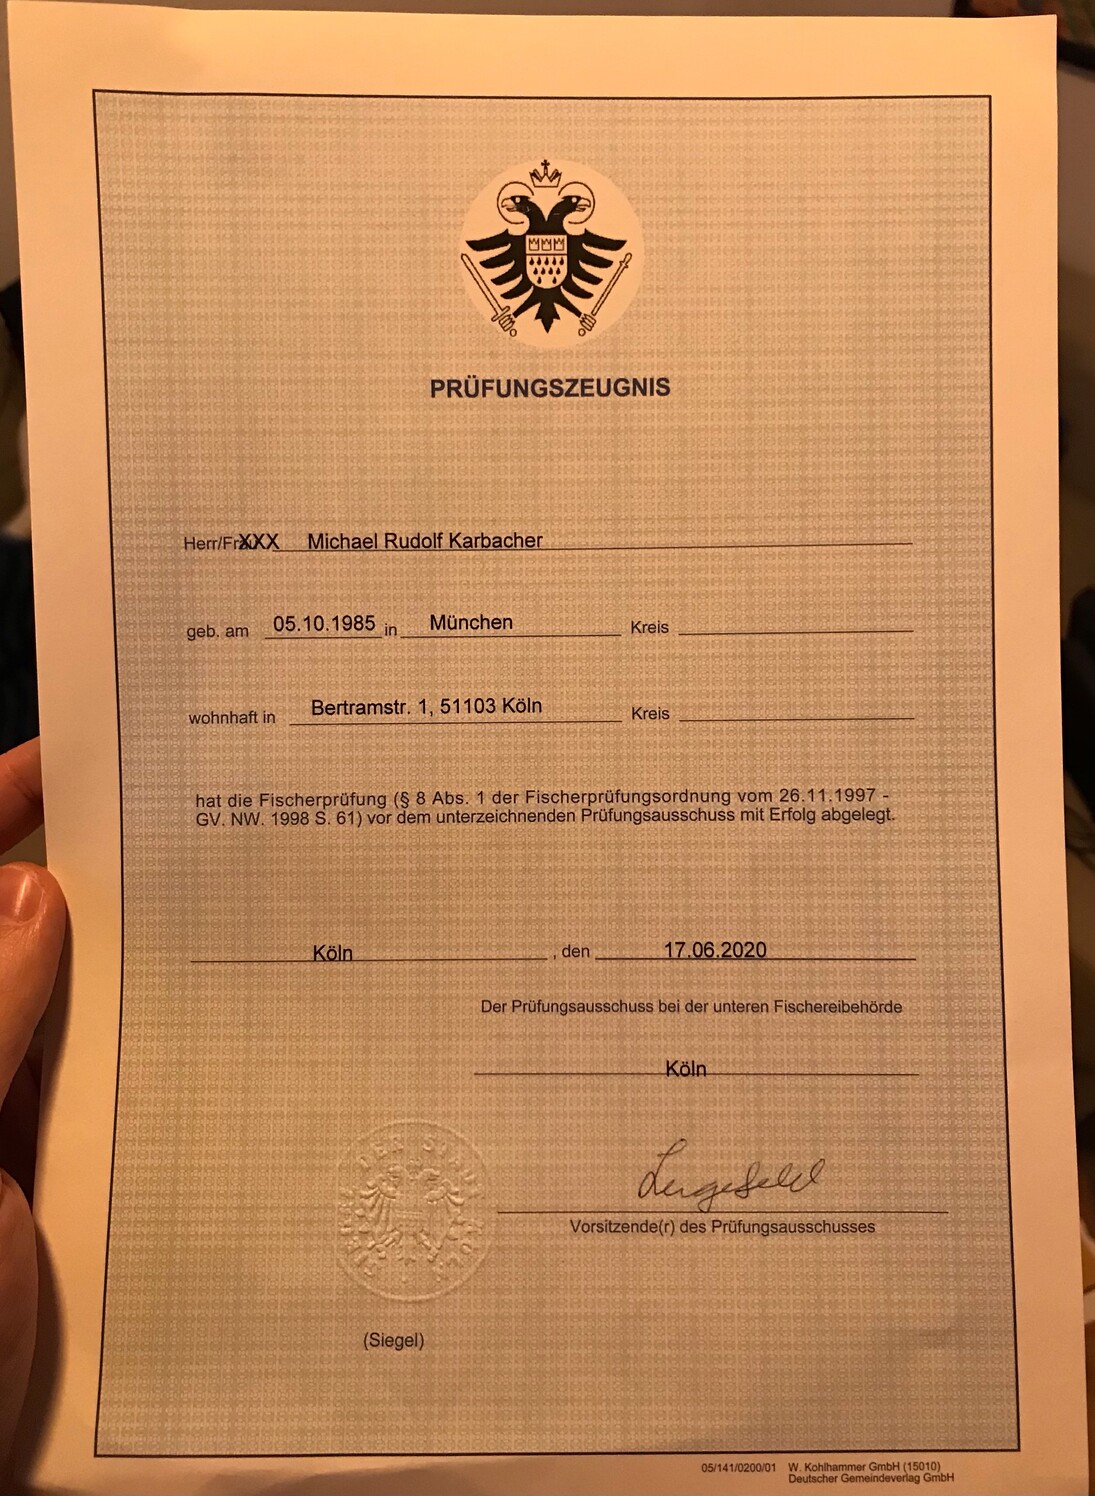 PRÜFUNGSZEUGNIS
Herr/FrXXX Michael Rudolf Karbacher
geb. am 05.10.1985 in München Kreis
wohnhaft in Bertramstr. 1, 51103 Köln Kreis
hat die Fischerprüfung (§ 8 Abs. 1 der Fischerprüfungsordnung vom 26.11.1997 -
GV. NW. 1998 S. 61) vor dem unterzeichnenden Prüfungsausschuss mit Erfolg abgelegt.
Köln, den 17.06.2020
Der Prüfungsausschuss bei der unteren Fischereibehörde
Köln
Vorsitzende(r) des Prüfungsausschusses
(Siegel)
05/141/0200/01 W. Kohlhammer GmbH (15010)
Deutscher Gemeindeverlag GmbH